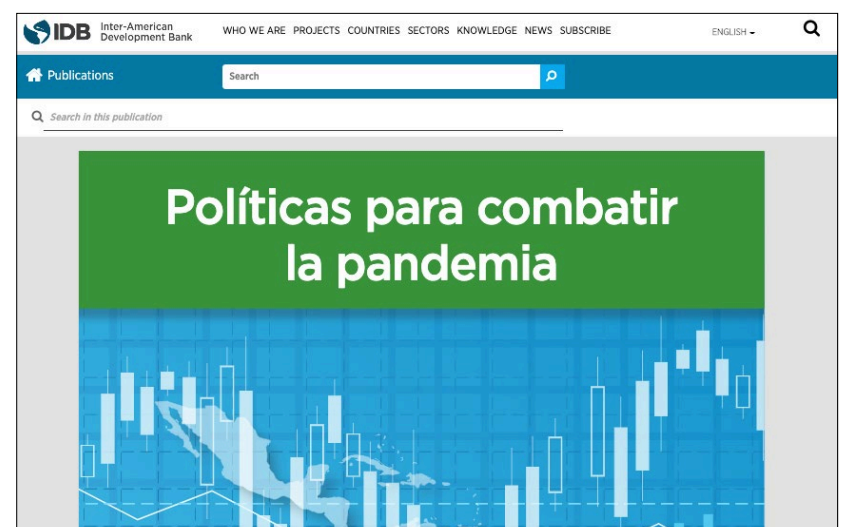 IDB Inter-American Development Bank
WHO WE ARE PROJECTS COUNTRIES SECTORS KNOWLEDGE NEWS SUBSCRIBE
ENGLISH
Publications
Search
Search in this publication
Políticas para combatir
la pandemia